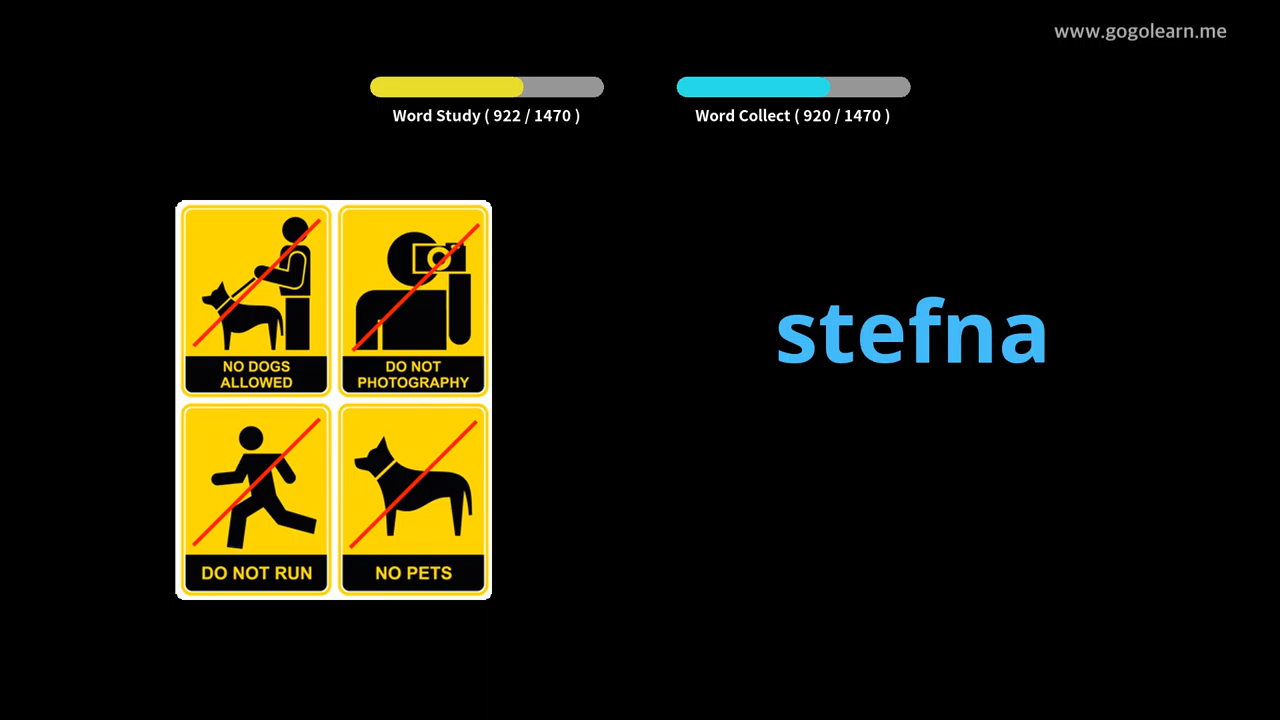 www.gogolearn.me
Word Study ( 922 / 1470 )
Word Collect ( 920 / 1470 )
NO DOGS
ALLOWED
DO NOT
PHOTOGRAPHY
stefna
DO NOT RUN
NO PETS